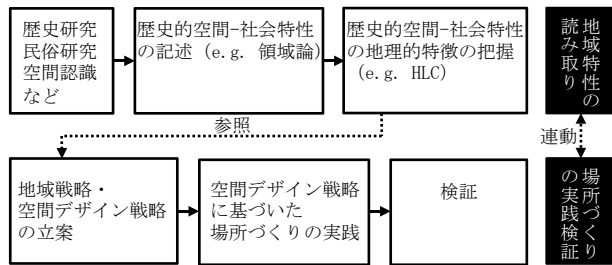 歴史研究
民俗研究
空間認識
など
歴史的空間-社会特性
の記述（e.g. 領域論）
歴史的空間-社会特性
の地理的特徴の把握
（e.g. HLC）
地域特性の
読み取り
参照
連動
地域戦略・
空間デザイン戦略
の立案
空間デザイン戦略
に基づいた
場所づくりの実践
検証
場所づくり
の実践検証